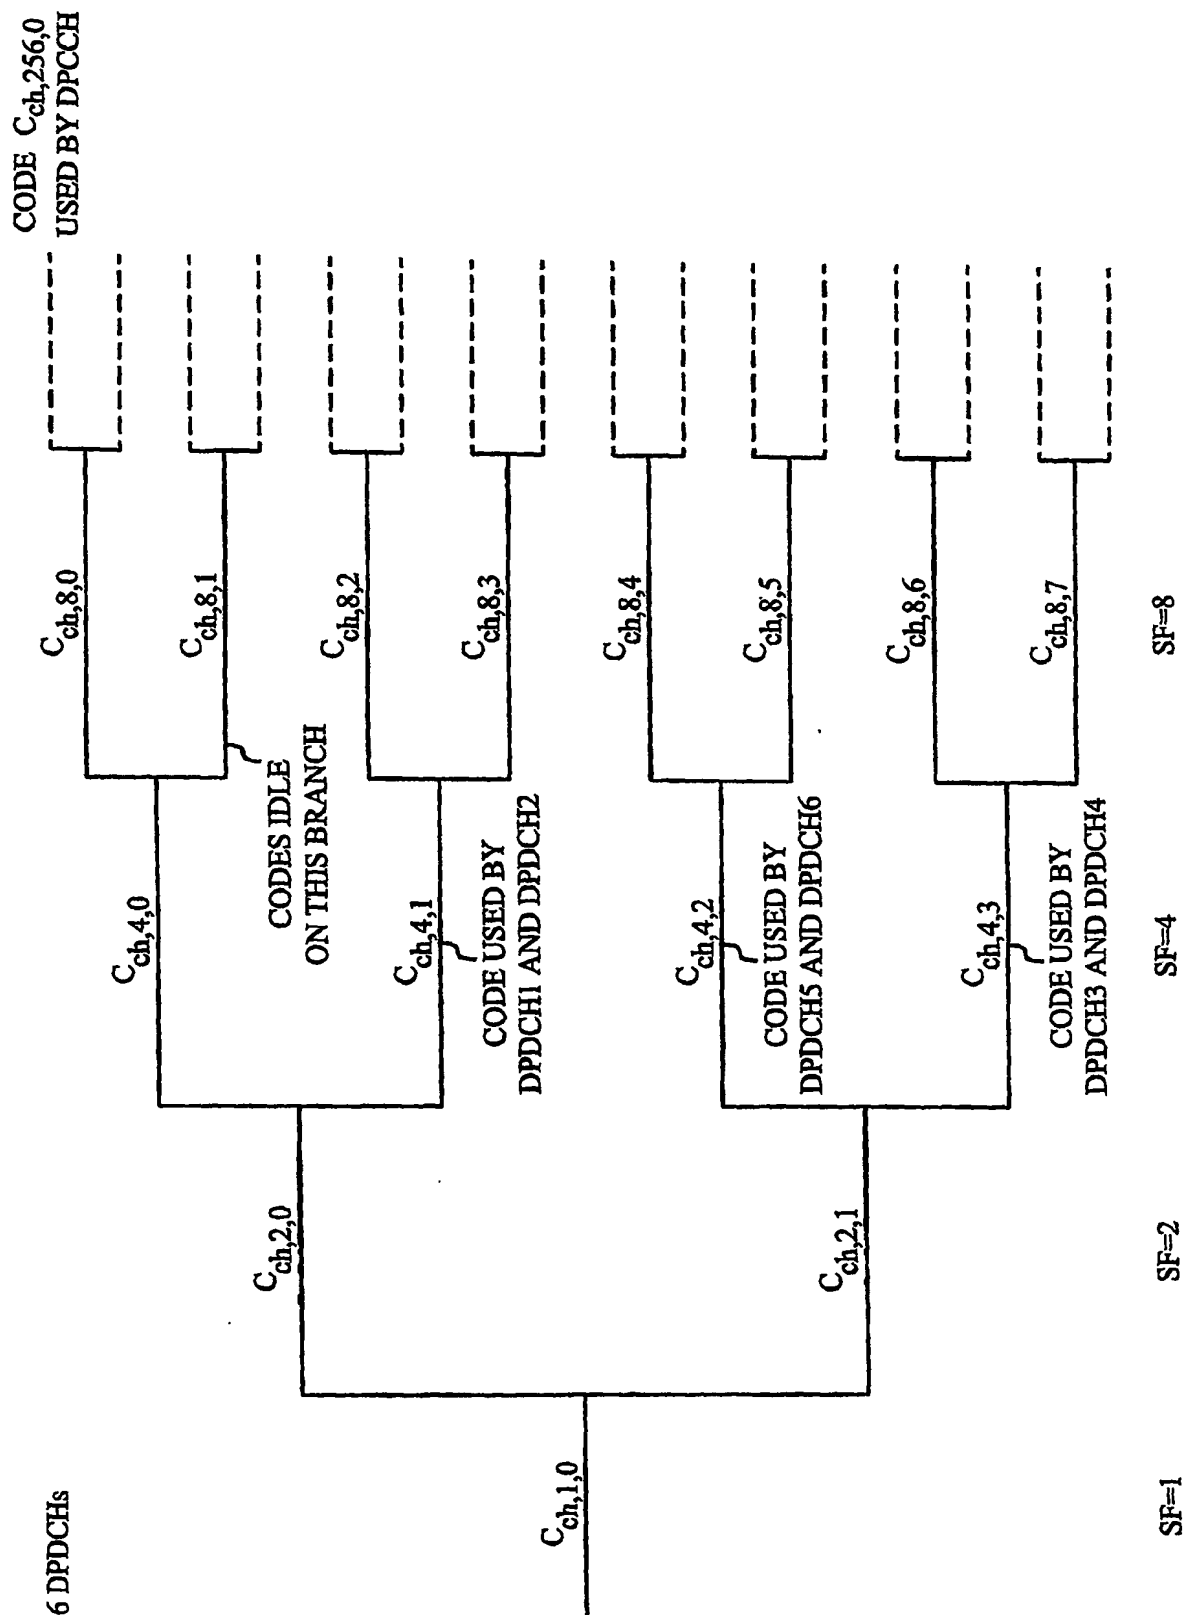 6 DPDCHs
CODE C_ch,256,0
USED BY DPCCH
C_ch,8,0
C_ch,4,0
C_ch,8,1
CODES IDLE
ON THIS BRANCH
C_ch,2,0
C_ch,8,2
C_ch,4,1
CODE USED BY
DPDCH1 AND DPDCH2
C_ch,8,3
C_ch,1,0
C_ch,8,4
C_ch,4,2
CODE USED BY
DPDCH5 AND DPDCH6
C_ch,8,5
C_ch,2,1
C_ch,8,6
C_ch,4,3
CODE USED BY
DPDCH3 AND DPDCH4
C_ch,8,7
SF=1
SF=2
SF=4
SF=8